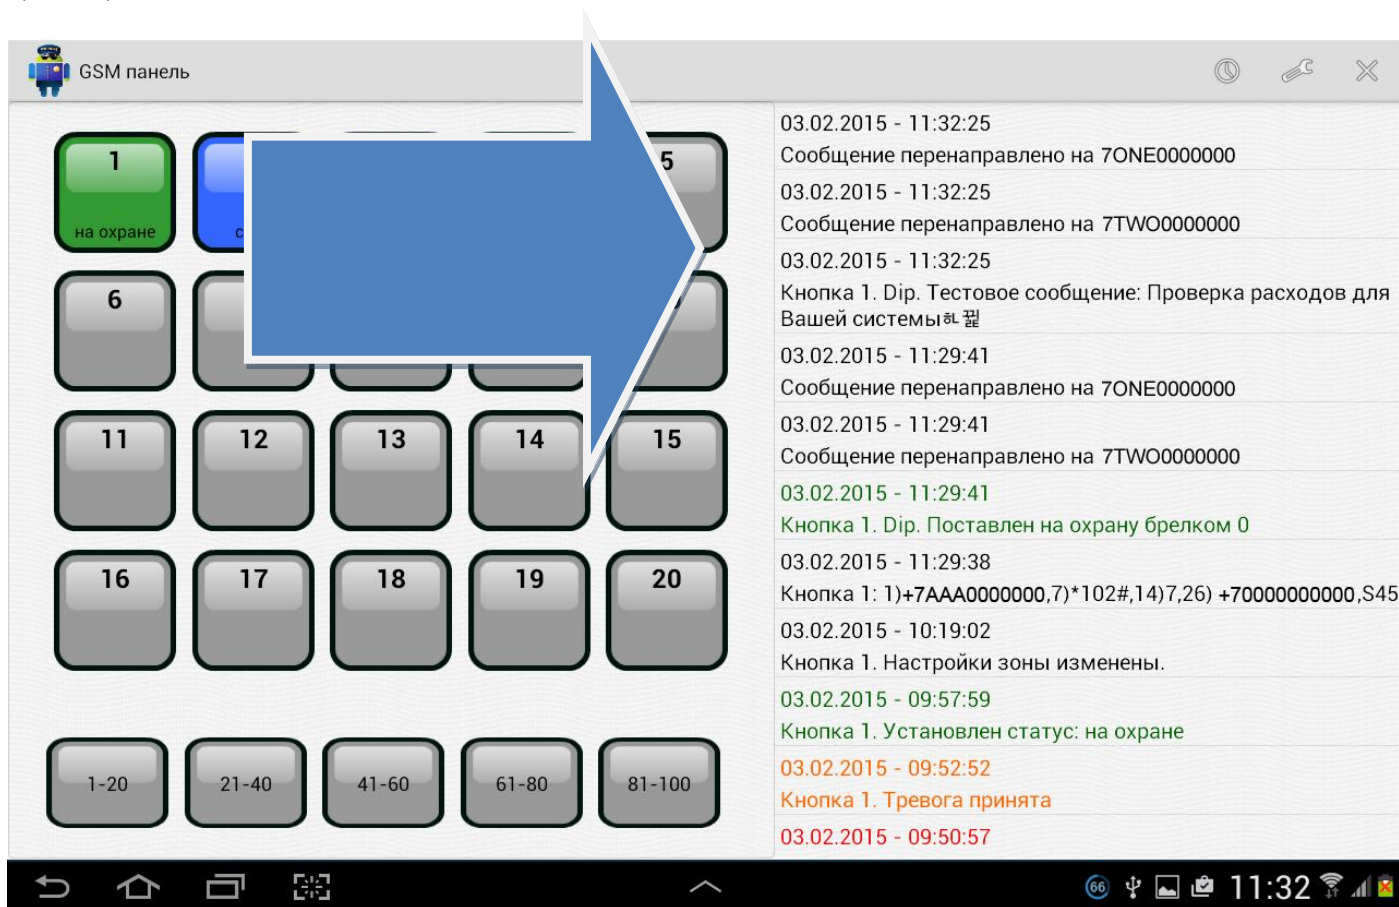 GSM панель
1
5
на охране
6
11
12
13
14
15
16
17
18
19
20
1-20
21-40
41-60
61-80
81-100
03.02.2015 - 11:32:25
Сообщение перенаправлено на 7ONE0000000
03.02.2015 - 11:32:25
Сообщение перенаправлено на 7TWO0000000
03.02.2015 - 11:32:25
Кнопка 1. Dip. Тестовое сообщение: Проверка расходов для
Вашей системы
03.02.2015 - 11:29:41
Сообщение перенаправлено на 7ONE0000000
03.02.2015 - 11:29:41
Сообщение перенаправлено на 7TWO0000000
03.02.2015 - 11:29:41
Кнопка 1. Dip. Поставлен на охрану брелком 0
03.02.2015 - 11:29:38
Кнопка 1: 1)+7AAA0000000,7)*102#,14)7,26) +70000000000,S45
03.02.2015 - 10:19:02
Кнопка 1. Настройки зоны изменены.
03.02.2015 - 09:57:59
Кнопка 1. Установлен статус: на охране
03.02.2015 - 09:52:52
Кнопка 1. Тревога принята
03.02.2015 - 09:50:57
66
11:32